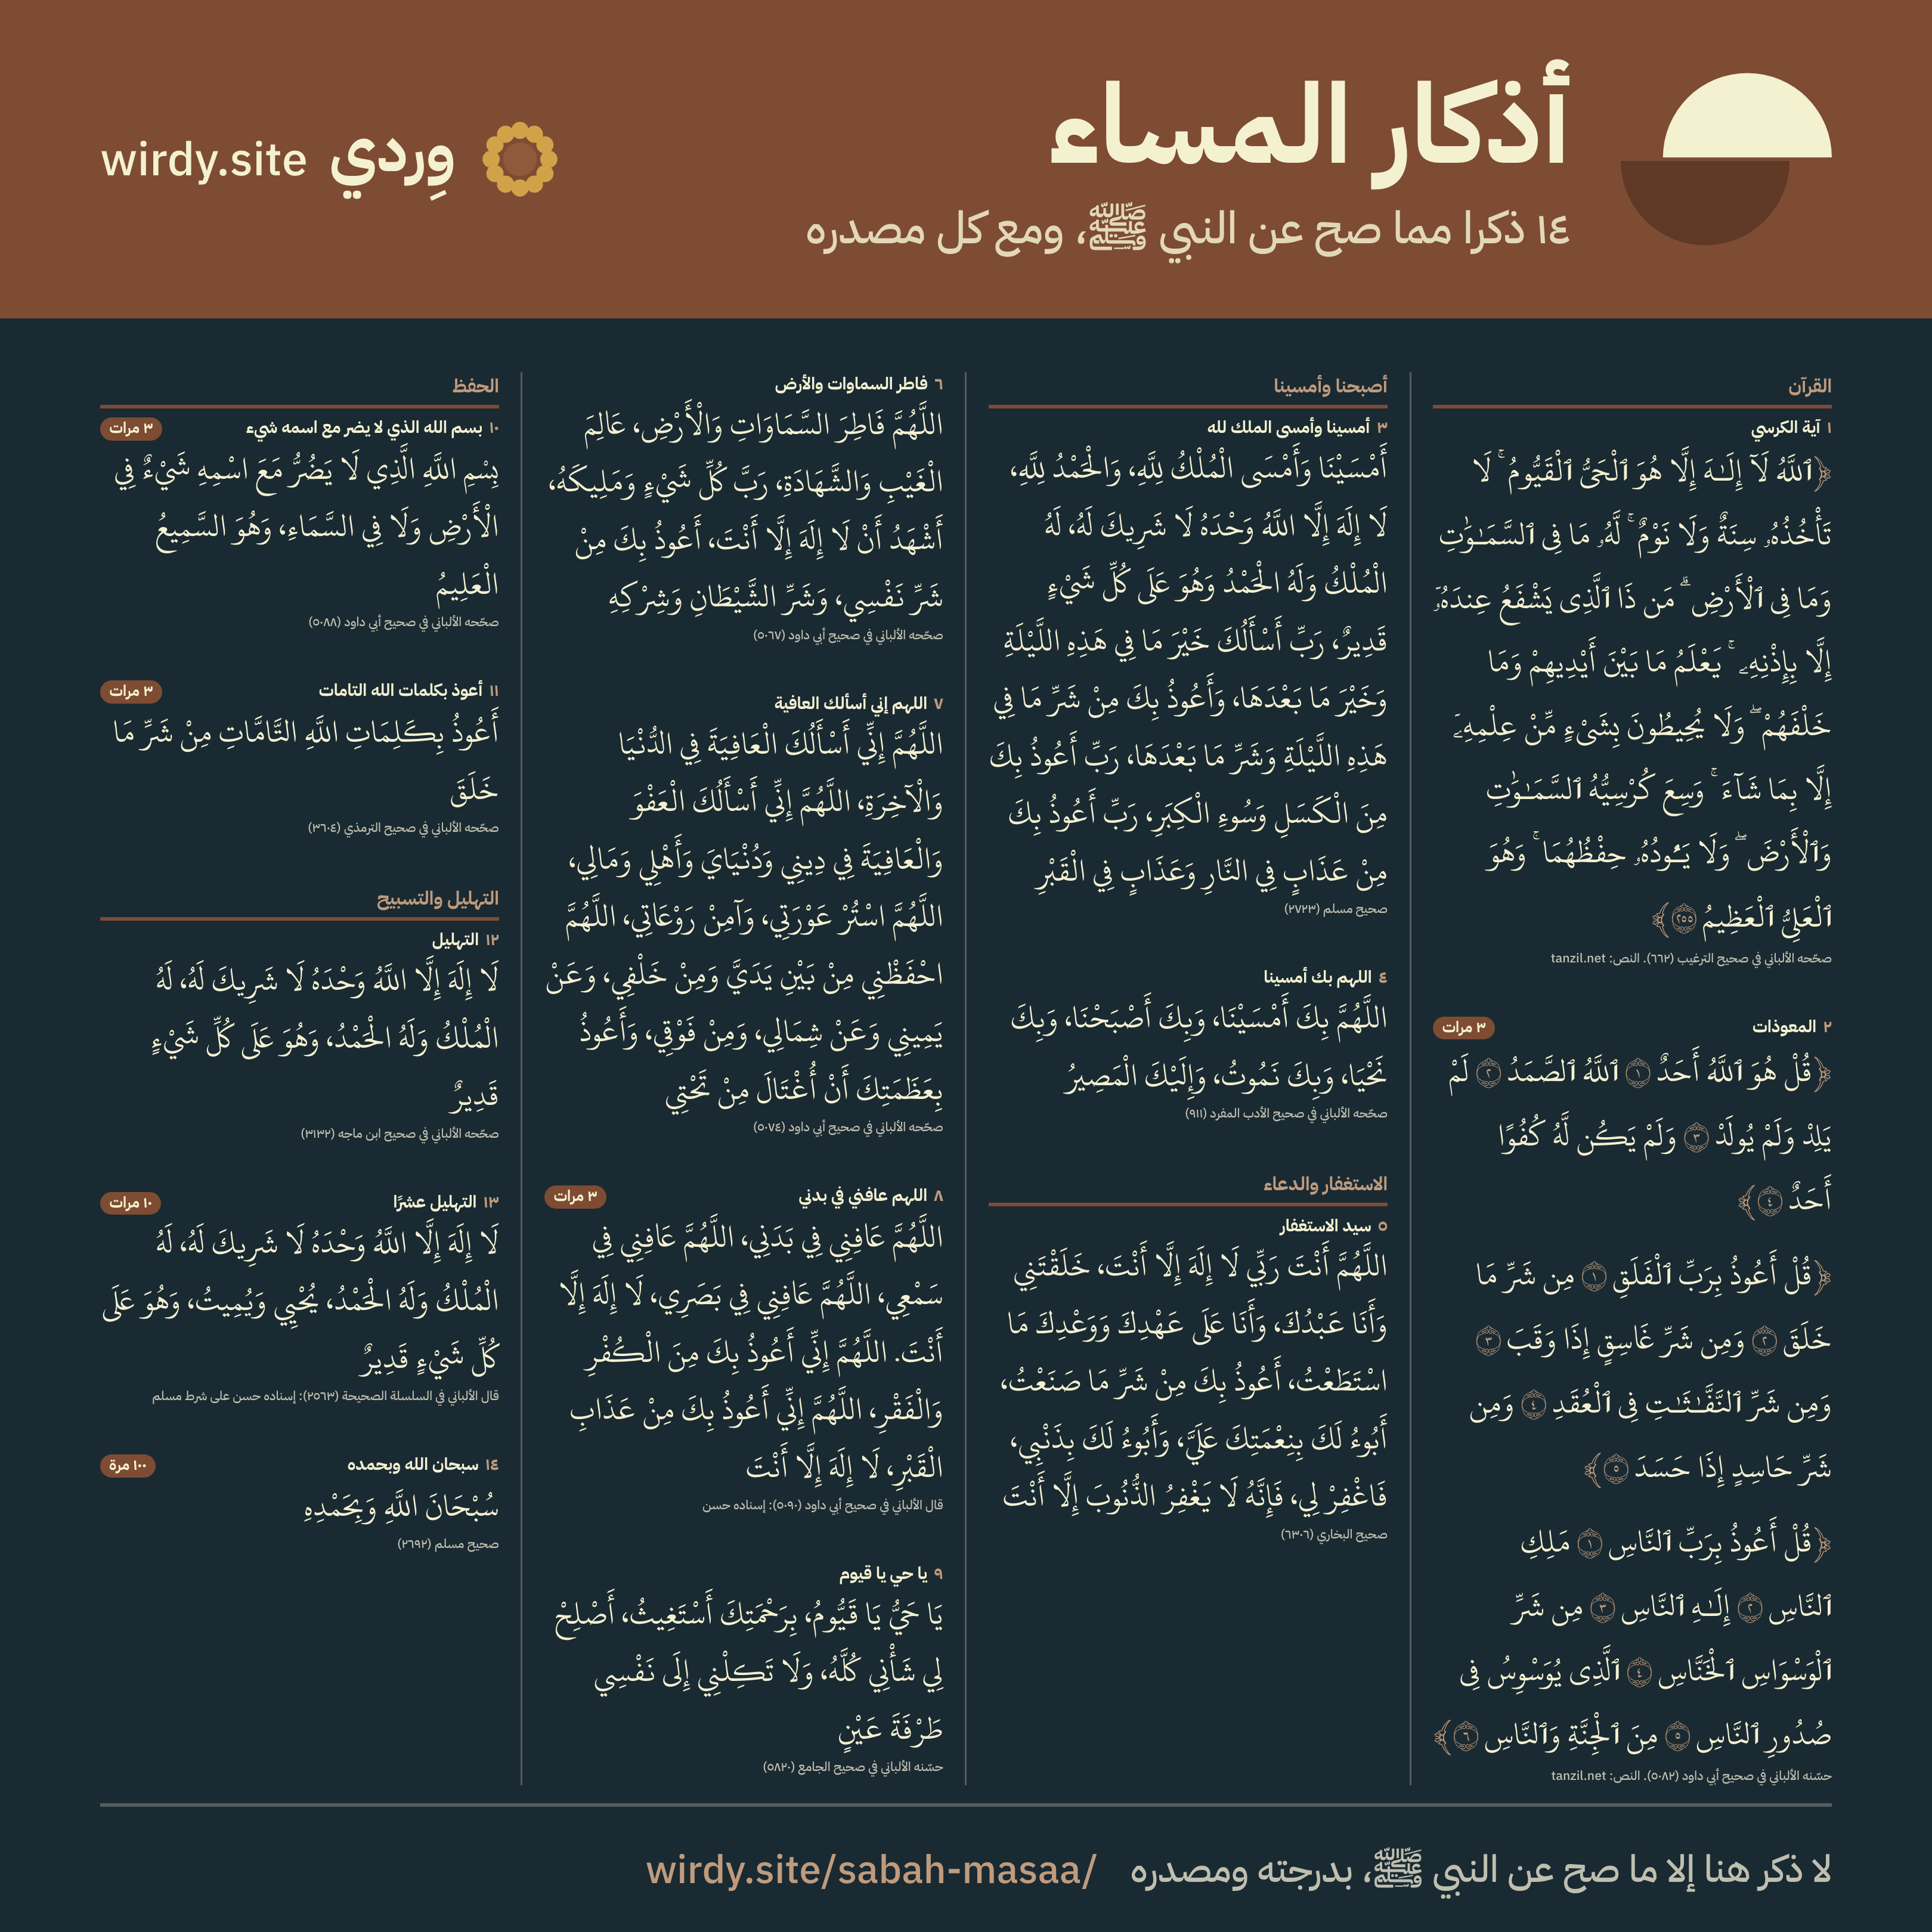 أذكار المساء
١٤ ذكرا مما صح عن النبي ﷺ، ومع كل مصدره
وِردي wirdy.site
القرآن
١ آية الكرسي
﴿ٱللَّهُ لَآ إِلَـٰهَ إِلَّا هُوَ ٱلْحَىُّ ٱلْقَيُّومُ ۚ لَا
تَأْخُذُهُۥ سِنَةٌ وَلَا نَوْمٌ ۚ لَّهُۥ مَا فِى ٱلسَّمَـٰوَٰتِ
وَمَا فِى ٱلْأَرْضِ ۗ مَن ذَا ٱلَّذِى يَشْفَعُ عِندَهُۥٓ
إِلَّا بِإِذْنِهِۦ ۚ يَعْلَمُ مَا بَيْنَ أَيْدِيهِمْ وَمَا
خَلْفَهُمْ ۖ وَلَا يُحِيطُونَ بِشَىْءٍ مِّنْ عِلْمِهِۦٓ
إِلَّا بِمَا شَآءَ ۚ وَسِعَ كُرْسِيُّهُ ٱلسَّمَـٰوَٰتِ
وَٱلْأَرْضَ ۖ وَلَا يَـُٔودُهُۥ حِفْظُهُمَا ۚ وَهُوَ
ٱلْعَلِىُّ ٱلْعَظِيمُ ۝٢٥٥﴾
صحّحه الألباني في صحيح الترغيب (٦٦٢). النص: tanzil.net
٢ المعوذات
٣ مرات
﴿قُلْ هُوَ ٱللَّهُ أَحَدٌ ۝١ ٱللَّهُ ٱلصَّمَدُ ۝٢ لَمْ
يَلِدْ وَلَمْ يُولَدْ ۝٣ وَلَمْ يَكُن لَّهُۥ كُفُوًا
أَحَدٌ ۝٤﴾
﴿قُلْ أَعُوذُ بِرَبِّ ٱلْفَلَقِ ۝١ مِن شَرِّ مَا
خَلَقَ ۝٢ وَمِن شَرِّ غَاسِقٍ إِذَا وَقَبَ ۝٣
وَمِن شَرِّ ٱلنَّفَّـٰثَـٰتِ فِى ٱلْعُقَدِ ۝٤ وَمِن
شَرِّ حَاسِدٍ إِذَا حَسَدَ ۝٥﴾
﴿قُلْ أَعُوذُ بِرَبِّ ٱلنَّاسِ ۝١ مَلِكِ
ٱلنَّاسِ ۝٢ إِلَـٰهِ ٱلنَّاسِ ۝٣ مِن شَرِّ
ٱلْوَسْوَاسِ ٱلْخَنَّاسِ ۝٤ ٱلَّذِى يُوَسْوِسُ فِى
صُدُورِ ٱلنَّاسِ ۝٥ مِنَ ٱلْجِنَّةِ وَٱلنَّاسِ ۝٦﴾
حسّنه الألباني في صحيح أبي داود (٥٠٨٢). النص: tanzil.net
أصبحنا وأمسينا
٣ أمسينا وأمسى الملك لله
أَمْسَيْنَا وَأَمْسَى الْمُلْكُ لِلَّهِ، وَالْحَمْدُ لِلَّهِ،
لَا إِلَهَ إِلَّا اللَّهُ وَحْدَهُ لَا شَرِيكَ لَهُ، لَهُ
الْمُلْكُ وَلَهُ الْحَمْدُ وَهُوَ عَلَى كُلِّ شَيْءٍ
قَدِيرٌ، رَبِّ أَسْأَلُكَ خَيْرَ مَا فِي هَذِهِ اللَّيْلَةِ
وَخَيْرَ مَا بَعْدَهَا، وَأَعُوذُ بِكَ مِنْ شَرِّ مَا فِي
هَذِهِ اللَّيْلَةِ وَشَرِّ مَا بَعْدَهَا، رَبِّ أَعُوذُ بِكَ
مِنَ الْكَسَلِ وَسُوءِ الْكِبَرِ، رَبِّ أَعُوذُ بِكَ
مِنْ عَذَابٍ فِي النَّارِ وَعَذَابٍ فِي الْقَبْرِ
صحيح مسلم (٢٧٢٣)
٤ اللهم بك أمسينا
اللَّهُمَّ بِكَ أَمْسَيْنَا، وَبِكَ أَصْبَحْنَا، وَبِكَ
نَحْيَا، وَبِكَ نَمُوتُ، وَإِلَيْكَ الْمَصِيرُ
صحّحه الألباني في صحيح الأدب المفرد (٩١١)
الاستغفار والدعاء
٥ سيد الاستغفار
اللَّهُمَّ أَنْتَ رَبِّي لَا إِلَهَ إِلَّا أَنْتَ، خَلَقْتَنِي
وَأَنَا عَبْدُكَ، وَأَنَا عَلَى عَهْدِكَ وَوَعْدِكَ مَا
اسْتَطَعْتُ، أَعُوذُ بِكَ مِنْ شَرِّ مَا صَنَعْتُ،
أَبُوءُ لَكَ بِنِعْمَتِكَ عَلَيَّ، وَأَبُوءُ لَكَ بِذَنْبِي،
فَاغْفِرْ لِي، فَإِنَّهُ لَا يَغْفِرُ الذُّنُوبَ إِلَّا أَنْتَ
صحيح البخاري (٦٣٠٦)
٦ فاطر السماوات والأرض
اللَّهُمَّ فَاطِرَ السَّمَاوَاتِ وَالْأَرْضِ، عَالِمَ
الْغَيْبِ وَالشَّهَادَةِ، رَبَّ كُلِّ شَيْءٍ وَمَلِيكَهُ،
أَشْهَدُ أَنْ لَا إِلَهَ إِلَّا أَنْتَ، أَعُوذُ بِكَ مِنْ
شَرِّ نَفْسِي، وَشَرِّ الشَّيْطَانِ وَشِرْكِهِ
صحّحه الألباني في صحيح أبي داود (٥٠٦٧)
٧ اللهم إني أسألك العافية
اللَّهُمَّ إِنِّي أَسْأَلُكَ الْعَافِيَةَ فِي الدُّنْيَا
وَالْآخِرَةِ، اللَّهُمَّ إِنِّي أَسْأَلُكَ الْعَفْوَ
وَالْعَافِيَةَ فِي دِينِي وَدُنْيَايَ وَأَهْلِي وَمَالِي،
اللَّهُمَّ اسْتُرْ عَوْرَتِي، وَآمِنْ رَوْعَاتِي، اللَّهُمَّ
احْفَظْنِي مِنْ بَيْنِ يَدَيَّ وَمِنْ خَلْفِي، وَعَنْ
يَمِينِي وَعَنْ شِمَالِي، وَمِنْ فَوْقِي، وَأَعُوذُ
بِعَظَمَتِكَ أَنْ أُغْتَالَ مِنْ تَحْتِي
صحّحه الألباني في صحيح أبي داود (٥٠٧٤)
٨ اللهم عافني في بدني
٣ مرات
اللَّهُمَّ عَافِنِي فِي بَدَنِي، اللَّهُمَّ عَافِنِي فِي
سَمْعِي، اللَّهُمَّ عَافِنِي فِي بَصَرِي، لَا إِلَهَ إِلَّا
أَنْتَ. اللَّهُمَّ إِنِّي أَعُوذُ بِكَ مِنَ الْكُفْرِ
وَالْفَقْرِ، اللَّهُمَّ إِنِّي أَعُوذُ بِكَ مِنْ عَذَابِ
الْقَبْرِ، لَا إِلَهَ إِلَّا أَنْتَ
قال الألباني في صحيح أبي داود (٥٠٩٠): إسناده حسن
٩ يا حي يا قيوم
يَا حَيُّ يَا قَيُّومُ، بِرَحْمَتِكَ أَسْتَغِيثُ، أَصْلِحْ
لِي شَأْنِي كُلَّهُ، وَلَا تَكِلْنِي إِلَى نَفْسِي
طَرْفَةَ عَيْنٍ
حسّنه الألباني في صحيح الجامع (٥٨٢٠)
الحفظ
١٠ بسم الله الذي لا يضر مع اسمه شيء
٣ مرات
بِسْمِ اللَّهِ الَّذِي لَا يَضُرُّ مَعَ اسْمِهِ شَيْءٌ فِي
الْأَرْضِ وَلَا فِي السَّمَاءِ، وَهُوَ السَّمِيعُ
الْعَلِيمُ
صحّحه الألباني في صحيح أبي داود (٥٠٨٨)
١١ أعوذ بكلمات الله التامات
٣ مرات
أَعُوذُ بِكَلِمَاتِ اللَّهِ التَّامَّاتِ مِنْ شَرِّ مَا
خَلَقَ
صحّحه الألباني في صحيح الترمذي (٣٦٠٤)
التهليل والتسبيح
١٢ التهليل
لَا إِلَهَ إِلَّا اللَّهُ وَحْدَهُ لَا شَرِيكَ لَهُ، لَهُ
الْمُلْكُ وَلَهُ الْحَمْدُ، وَهُوَ عَلَى كُلِّ شَيْءٍ
قَدِيرٌ
صحّحه الألباني في صحيح ابن ماجه (٣١٣٢)
١٣ التهليل عشرًا
١٠ مرات
لَا إِلَهَ إِلَّا اللَّهُ وَحْدَهُ لَا شَرِيكَ لَهُ، لَهُ
الْمُلْكُ وَلَهُ الْحَمْدُ، يُحْيِي وَيُمِيتُ، وَهُوَ عَلَى
كُلِّ شَيْءٍ قَدِيرٌ
قال الألباني في السلسلة الصحيحة (٢٥٦٣): إسناده حسن على شرط مسلم
١٤ سبحان الله وبحمده
١٠٠ مرة
سُبْحَانَ اللَّهِ وَبِحَمْدِهِ
صحيح مسلم (٢٦٩٢)
لا ذكر هنا إلا ما صح عن النبي ﷺ، بدرجته ومصدره wirdy.site/sabah-masaa/